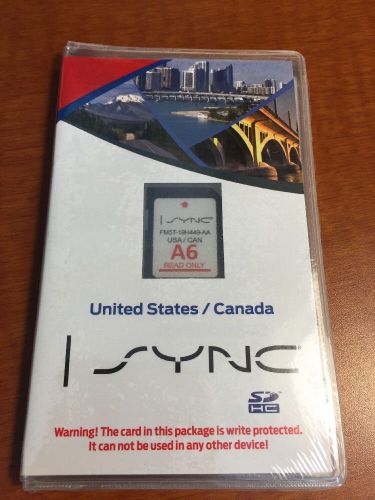 SYNC
FM5T-19H449-AA
USA / CAN
A6
READ ONLY
United States / Canada
SYNC
SD
HC
Warning! The card in this package is write protected.
It can not be used in any other device!